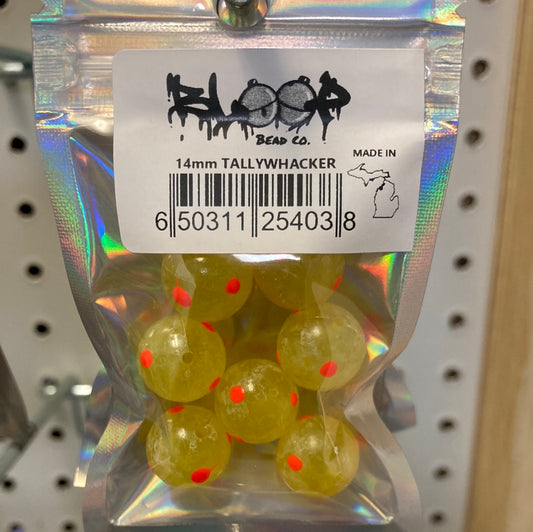 BLOOP
BEAD CO.
14mm TALLYWHACKER
MADE IN
6 50311 25403 8